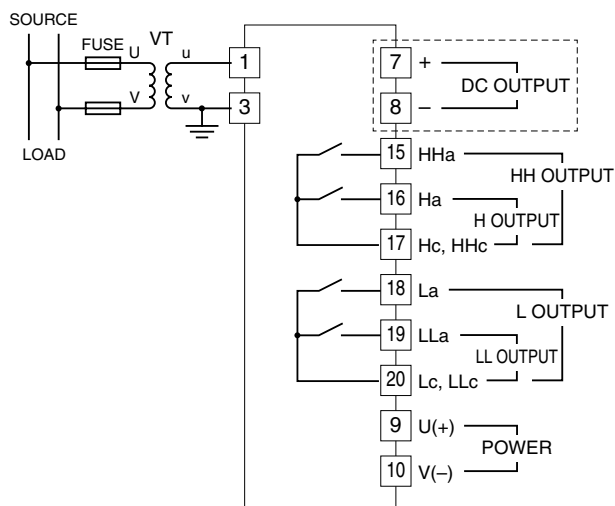 SOURCE
FUSE
VT
U
u
V
v
LOAD
1
3
7 +
8 –
DC OUTPUT
15 HHa
HH OUTPUT
16 Ha
H OUTPUT
17 Hc, HHc
18 La
L OUTPUT
19 LLa
LL OUTPUT
20 Lc, LLc
9 U(+)
POWER
10 V(–)